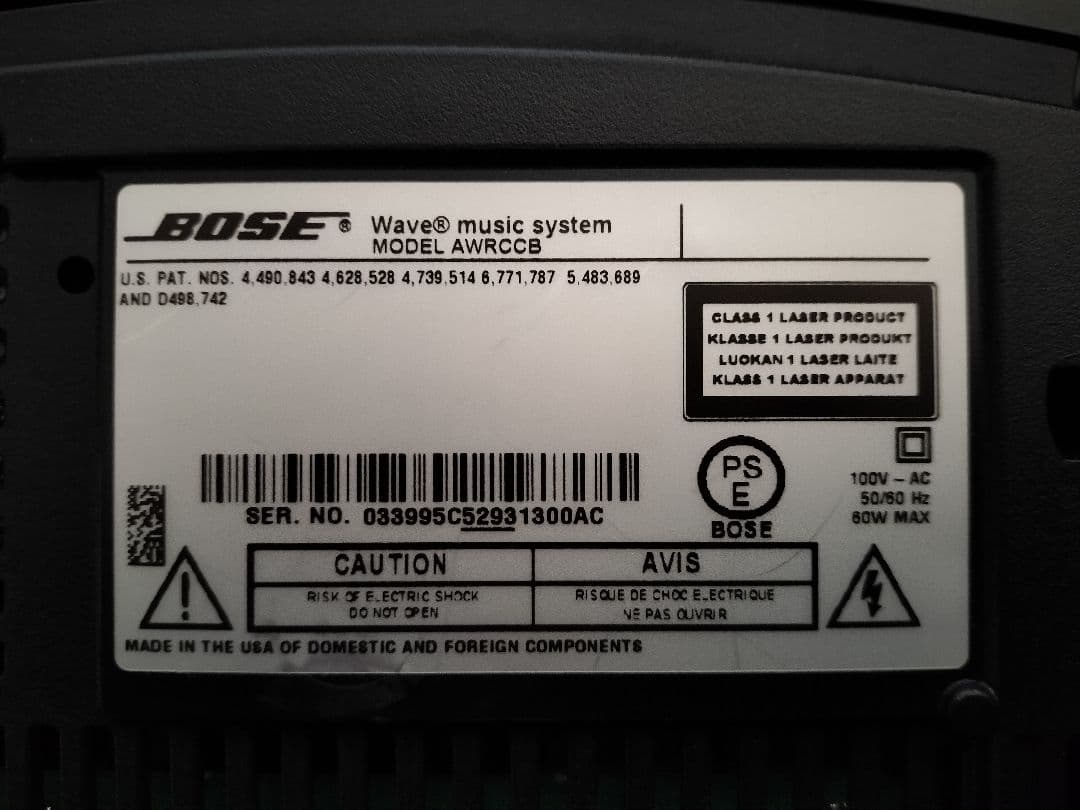 BOSE® Wave® music system
MODEL AWRCCB
U.S. PAT. NOS. 4,490,843 4,628,528 4,739,514 6,771,787 5,483,689
AND D498,742
CLASS 1 LASER PRODUCT
KLASSE 1 LASER PRODUKT
LUOKAN 1 LASER LAITE
KLASS 1 LASER APPARAT
PS
E
BOSE
100V ~ AC
50/60 Hz
60W MAX
SER. NO. 033995C52931300AC
CAUTION
RISK OF ELECTRIC SHOCK
DO NOT OPEN
AVIS
RISQUE DE CHOC ELECTRIQUE
NE PAS OUVRIR
MADE IN THE USA OF DOMESTIC AND FOREIGN COMPONENTS